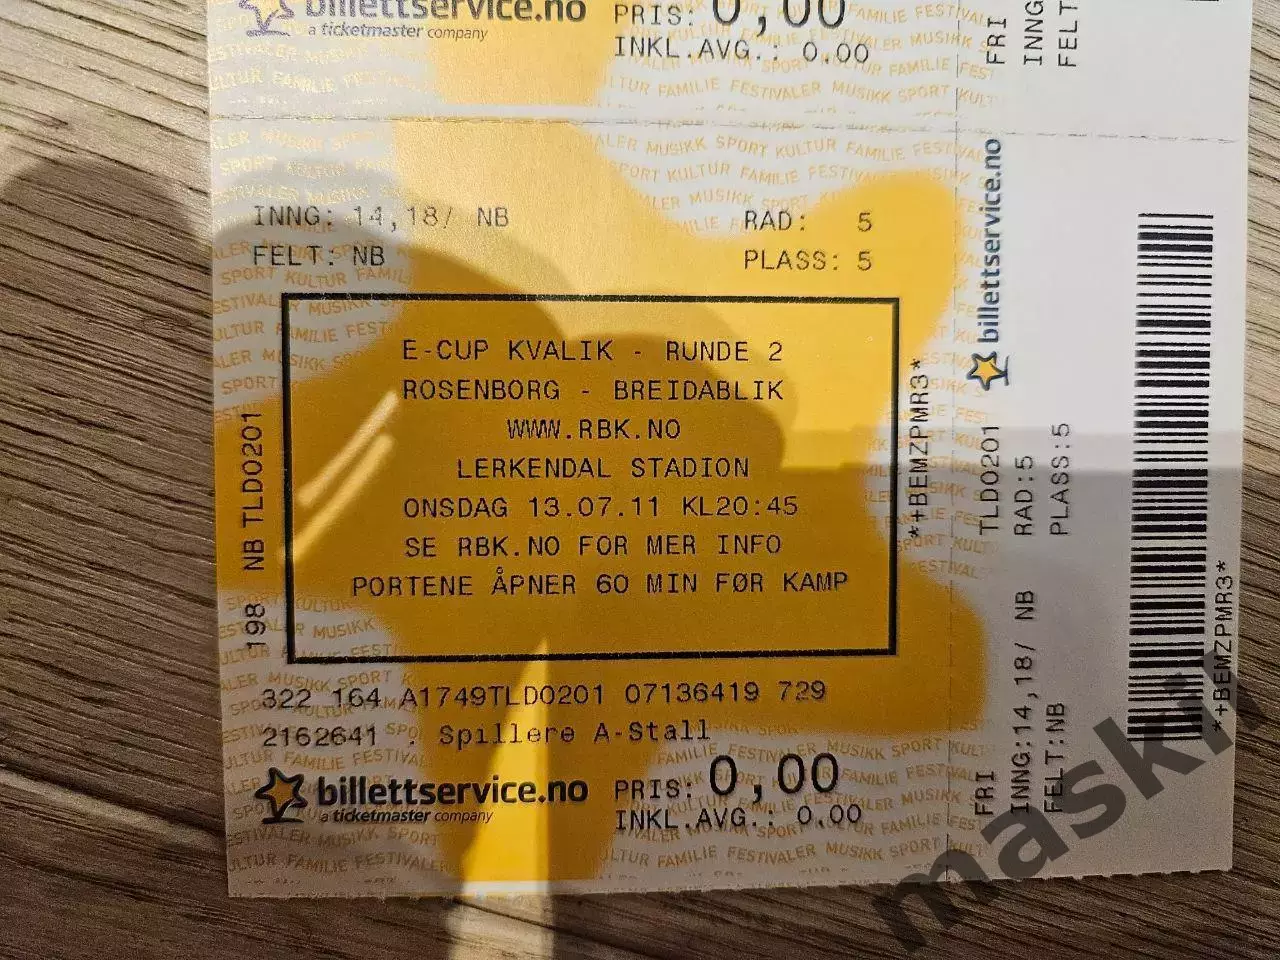 billettservice.no
a ticketmaster company
PRIS: 0,00
INKL.AVG.: 0.00
FRI
INNG
FELT
INNG: 14,18/ NB
FELT: NB
RAD: 5
PLASS: 5
E-CUP KVALIK - RUNDE 2
ROSENBORG - BREIDABLIK
WWW.RBK.NO
LERKENDAL STADION
ONSDAG 13.07.11 KL20:45
SE RBK.NO FOR MER INFO
PORTENE ÅPNER 60 MIN FØR KAMP
198 NB TLD0201
322 164 A1749TLD0201 07136419 729
2162641 . Spillere A-Stall
billettservice.no
a ticketmaster company
PRIS: 0,00
INKL.AVG.: 0.00
*+BEMZPMR3*
billettservice.no
TLD0201
FRI
INNG:14,18/ NB RAD:5
FELT:NB PLASS:5
*+BEMZPMR3*
maski